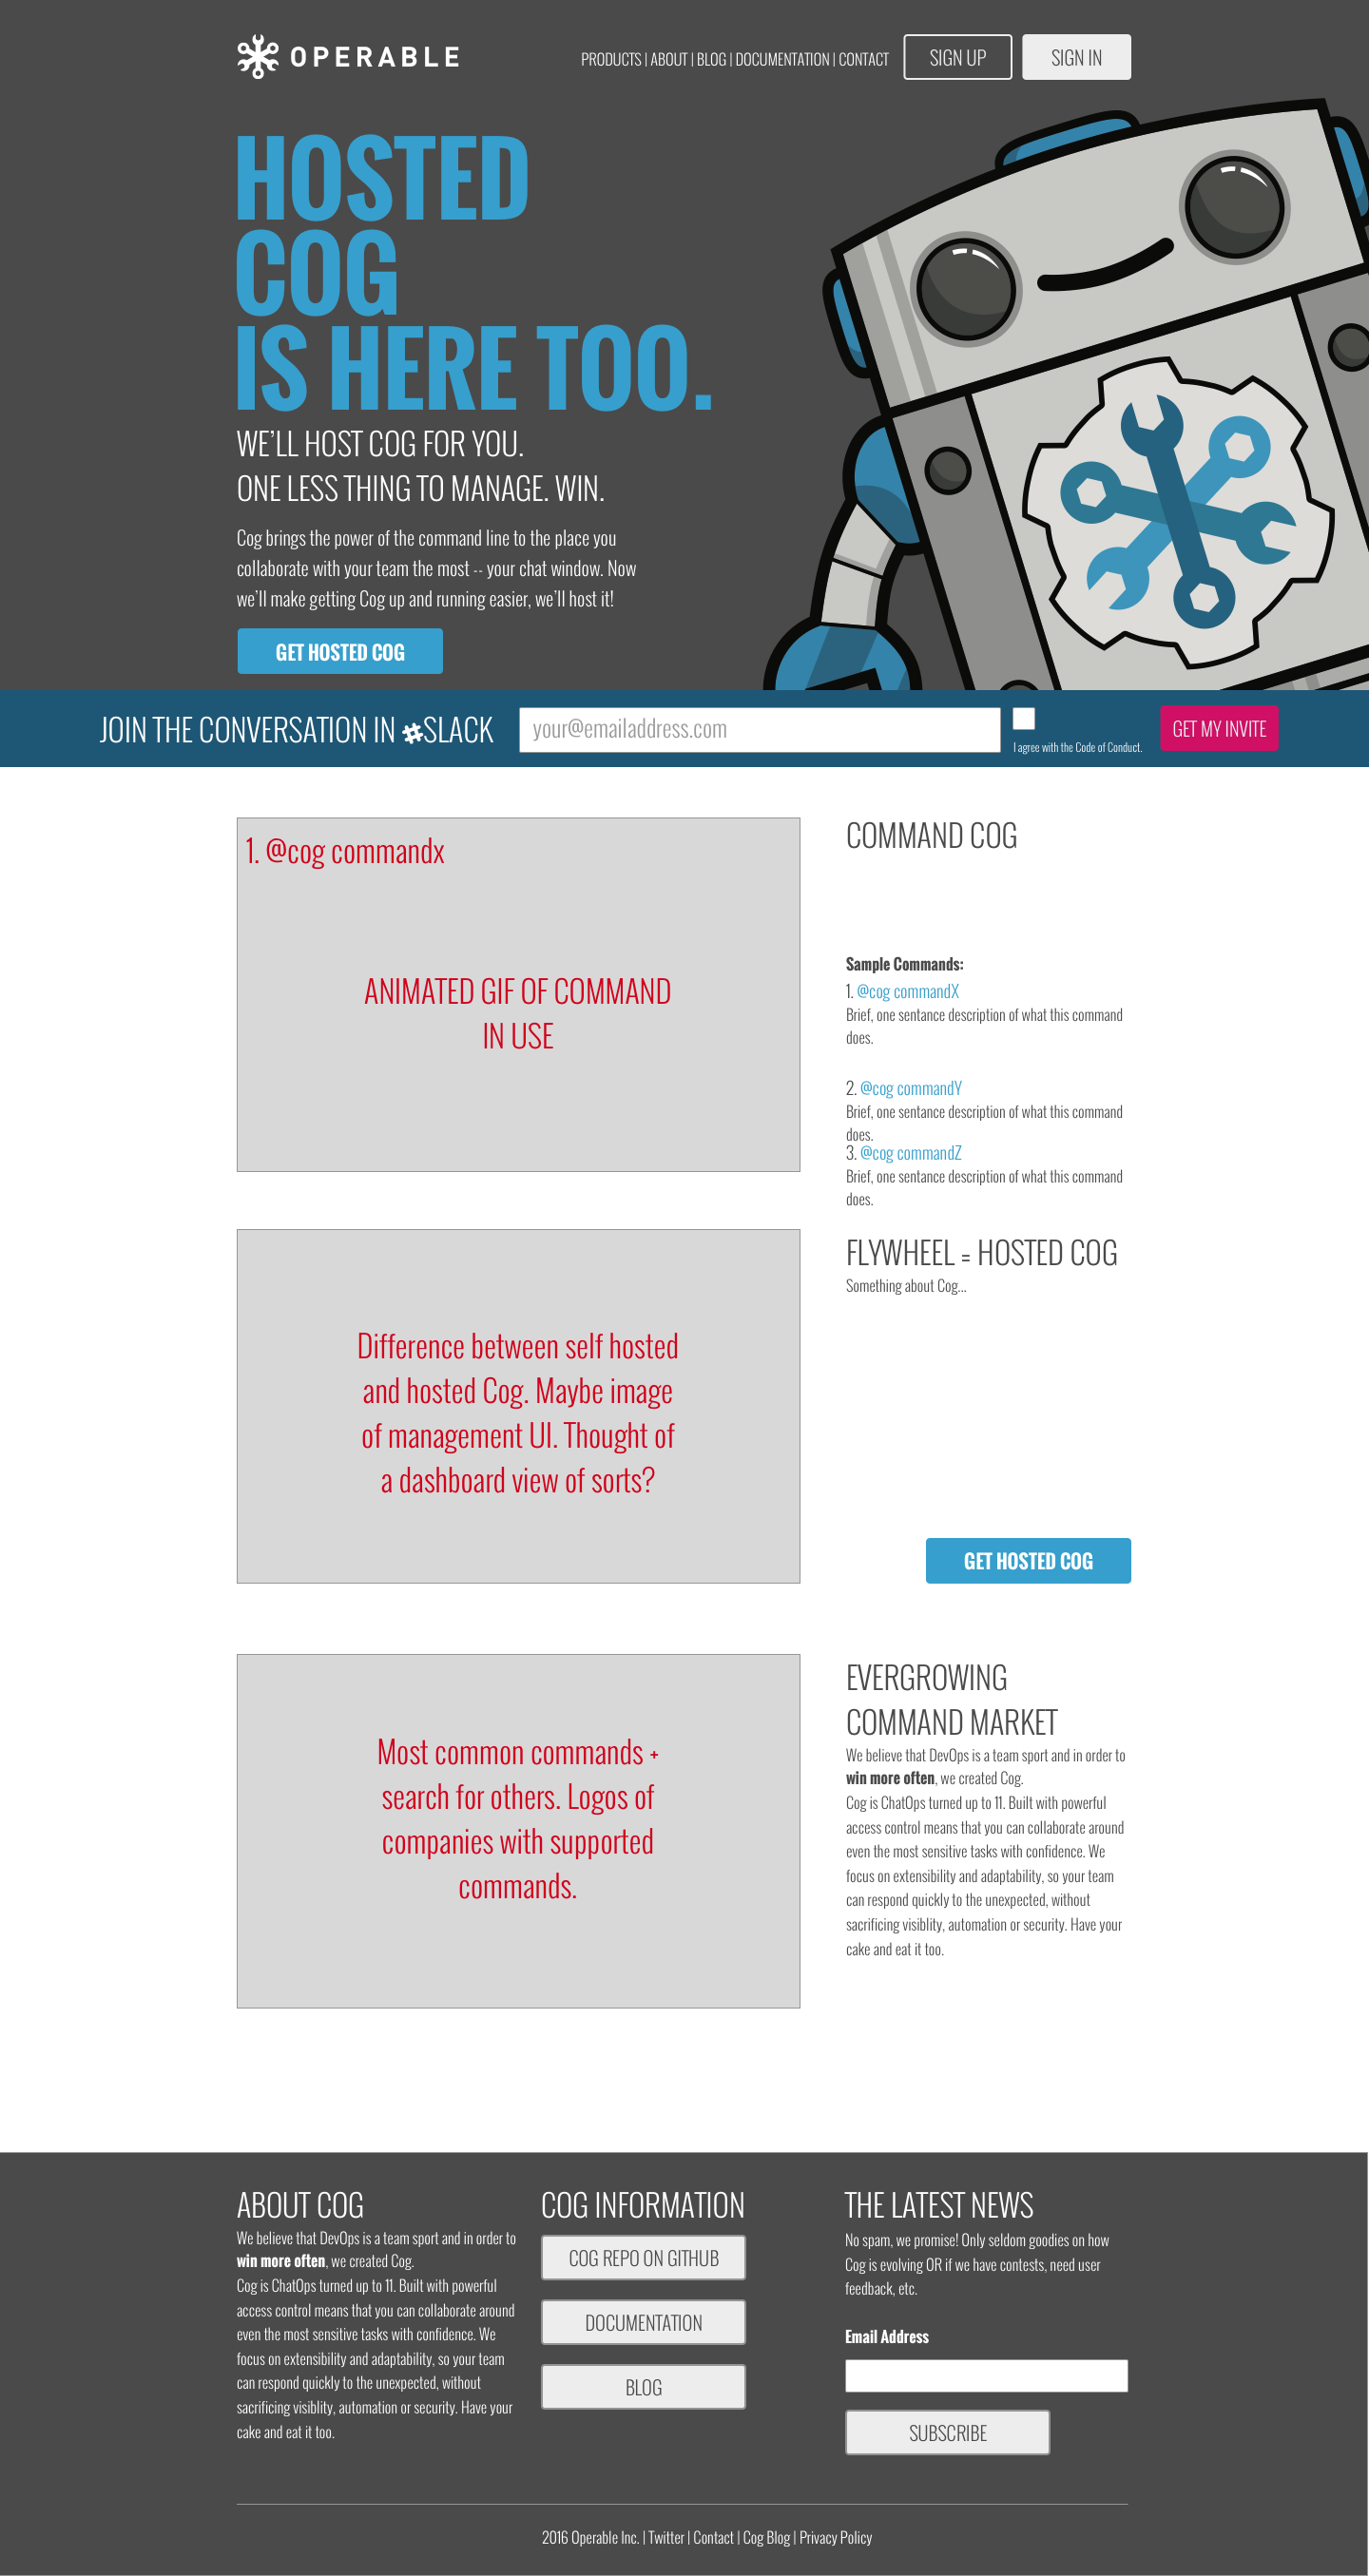 OPERABLE
PRODUCTS | ABOUT | BLOG | DOCUMENTATION | CONTACT
SIGN UP
SIGN IN
HOSTED
COG
IS HERE TOO.
WE'LL HOST COG FOR YOU.
ONE LESS THING TO MANAGE. WIN.
Cog brings the power of the command line to the place you
collaborate with your team the most -- your chat window. Now
we'll make getting Cog up and running easier, we'll host it!
GET HOSTED COG
JOIN THE CONVERSATION IN #SLACK
your@emailaddress.com
I agree with the Code of Conduct.
GET MY INVITE
1. @cog commandx
ANIMATED GIF OF COMMAND
IN USE
COMMAND COG
Sample Commands:
1. @cog commandX
Brief, one sentance description of what this command
does.
2. @cog commandY
Brief, one sentance description of what this command
does.
3. @cog commandZ
Brief, one sentance description of what this command
does.
Difference between self hosted
and hosted Cog. Maybe image
of management UI. Thought of
a dashboard view of sorts?
FLYWHEEL = HOSTED COG
Something about Cog...
GET HOSTED COG
Most common commands +
search for others. Logos of
companies with supported
commands.
EVERGROWING
COMMAND MARKET
We believe that DevOps is a team sport and in order to
win more often, we created Cog.
Cog is ChatOps turned up to 11. Built with powerful
access control means that you can collaborate around
even the most sensitive tasks with confidence. We
focus on extensibility and adaptability, so your team
can respond quickly to the unexpected, without
sacrificing visiblity, automation or security. Have your
cake and eat it too.
ABOUT COG
We believe that DevOps is a team sport and in order to
win more often, we created Cog.
Cog is ChatOps turned up to 11. Built with powerful
access control means that you can collaborate around
even the most sensitive tasks with confidence. We
focus on extensibility and adaptability, so your team
can respond quickly to the unexpected, without
sacrificing visiblity, automation or security. Have your
cake and eat it too.
COG INFORMATION
COG REPO ON GITHUB
DOCUMENTATION
BLOG
THE LATEST NEWS
No spam, we promise! Only seldom goodies on how
Cog is evolving OR if we have contests, need user
feedback, etc.
Email Address
SUBSCRIBE
2016 Operable Inc. | Twitter | Contact | Cog Blog | Privacy Policy